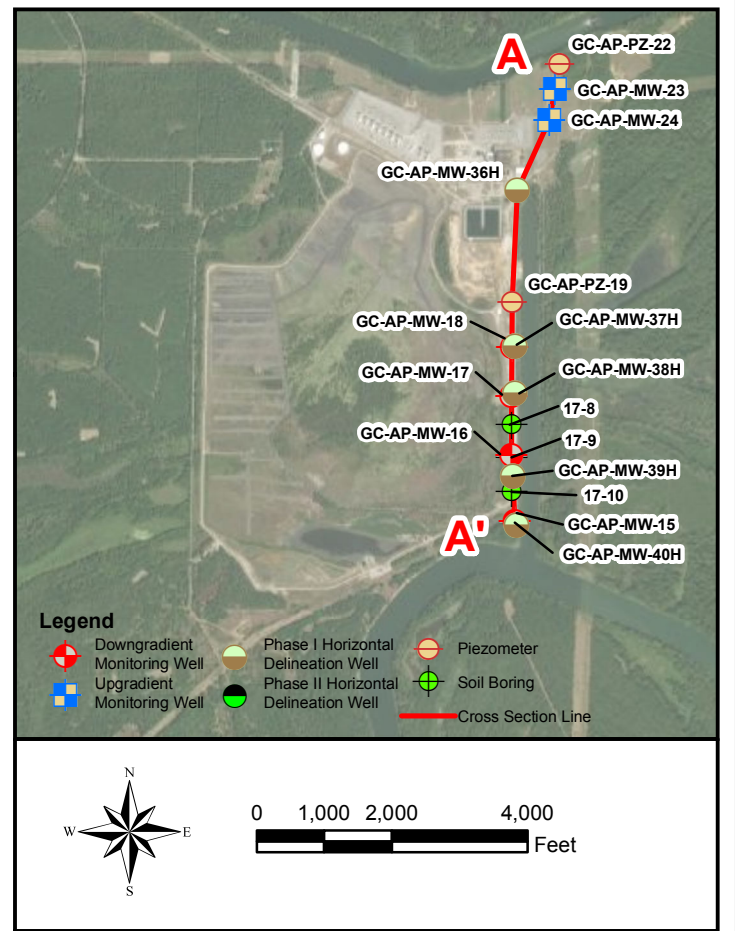 A
GC-AP-PZ-22
GC-AP-MW-23
GC-AP-MW-24
GC-AP-MW-36H
GC-AP-PZ-19
GC-AP-MW-18
GC-AP-MW-37H
GC-AP-MW-17
GC-AP-MW-38H
17-8
GC-AP-MW-16
17-9
GC-AP-MW-39H
17-10
A'
GC-AP-MW-15
GC-AP-MW-40H
Legend
Downgradient
Monitoring Well
Upgradient
Monitoring Well
Phase I Horizontal
Delineation Well
Phase II Horizontal
Delineation Well
Piezometer
Soil Boring
Cross Section Line
N
W
E
S
0 1,000 2,000 4,000
Feet